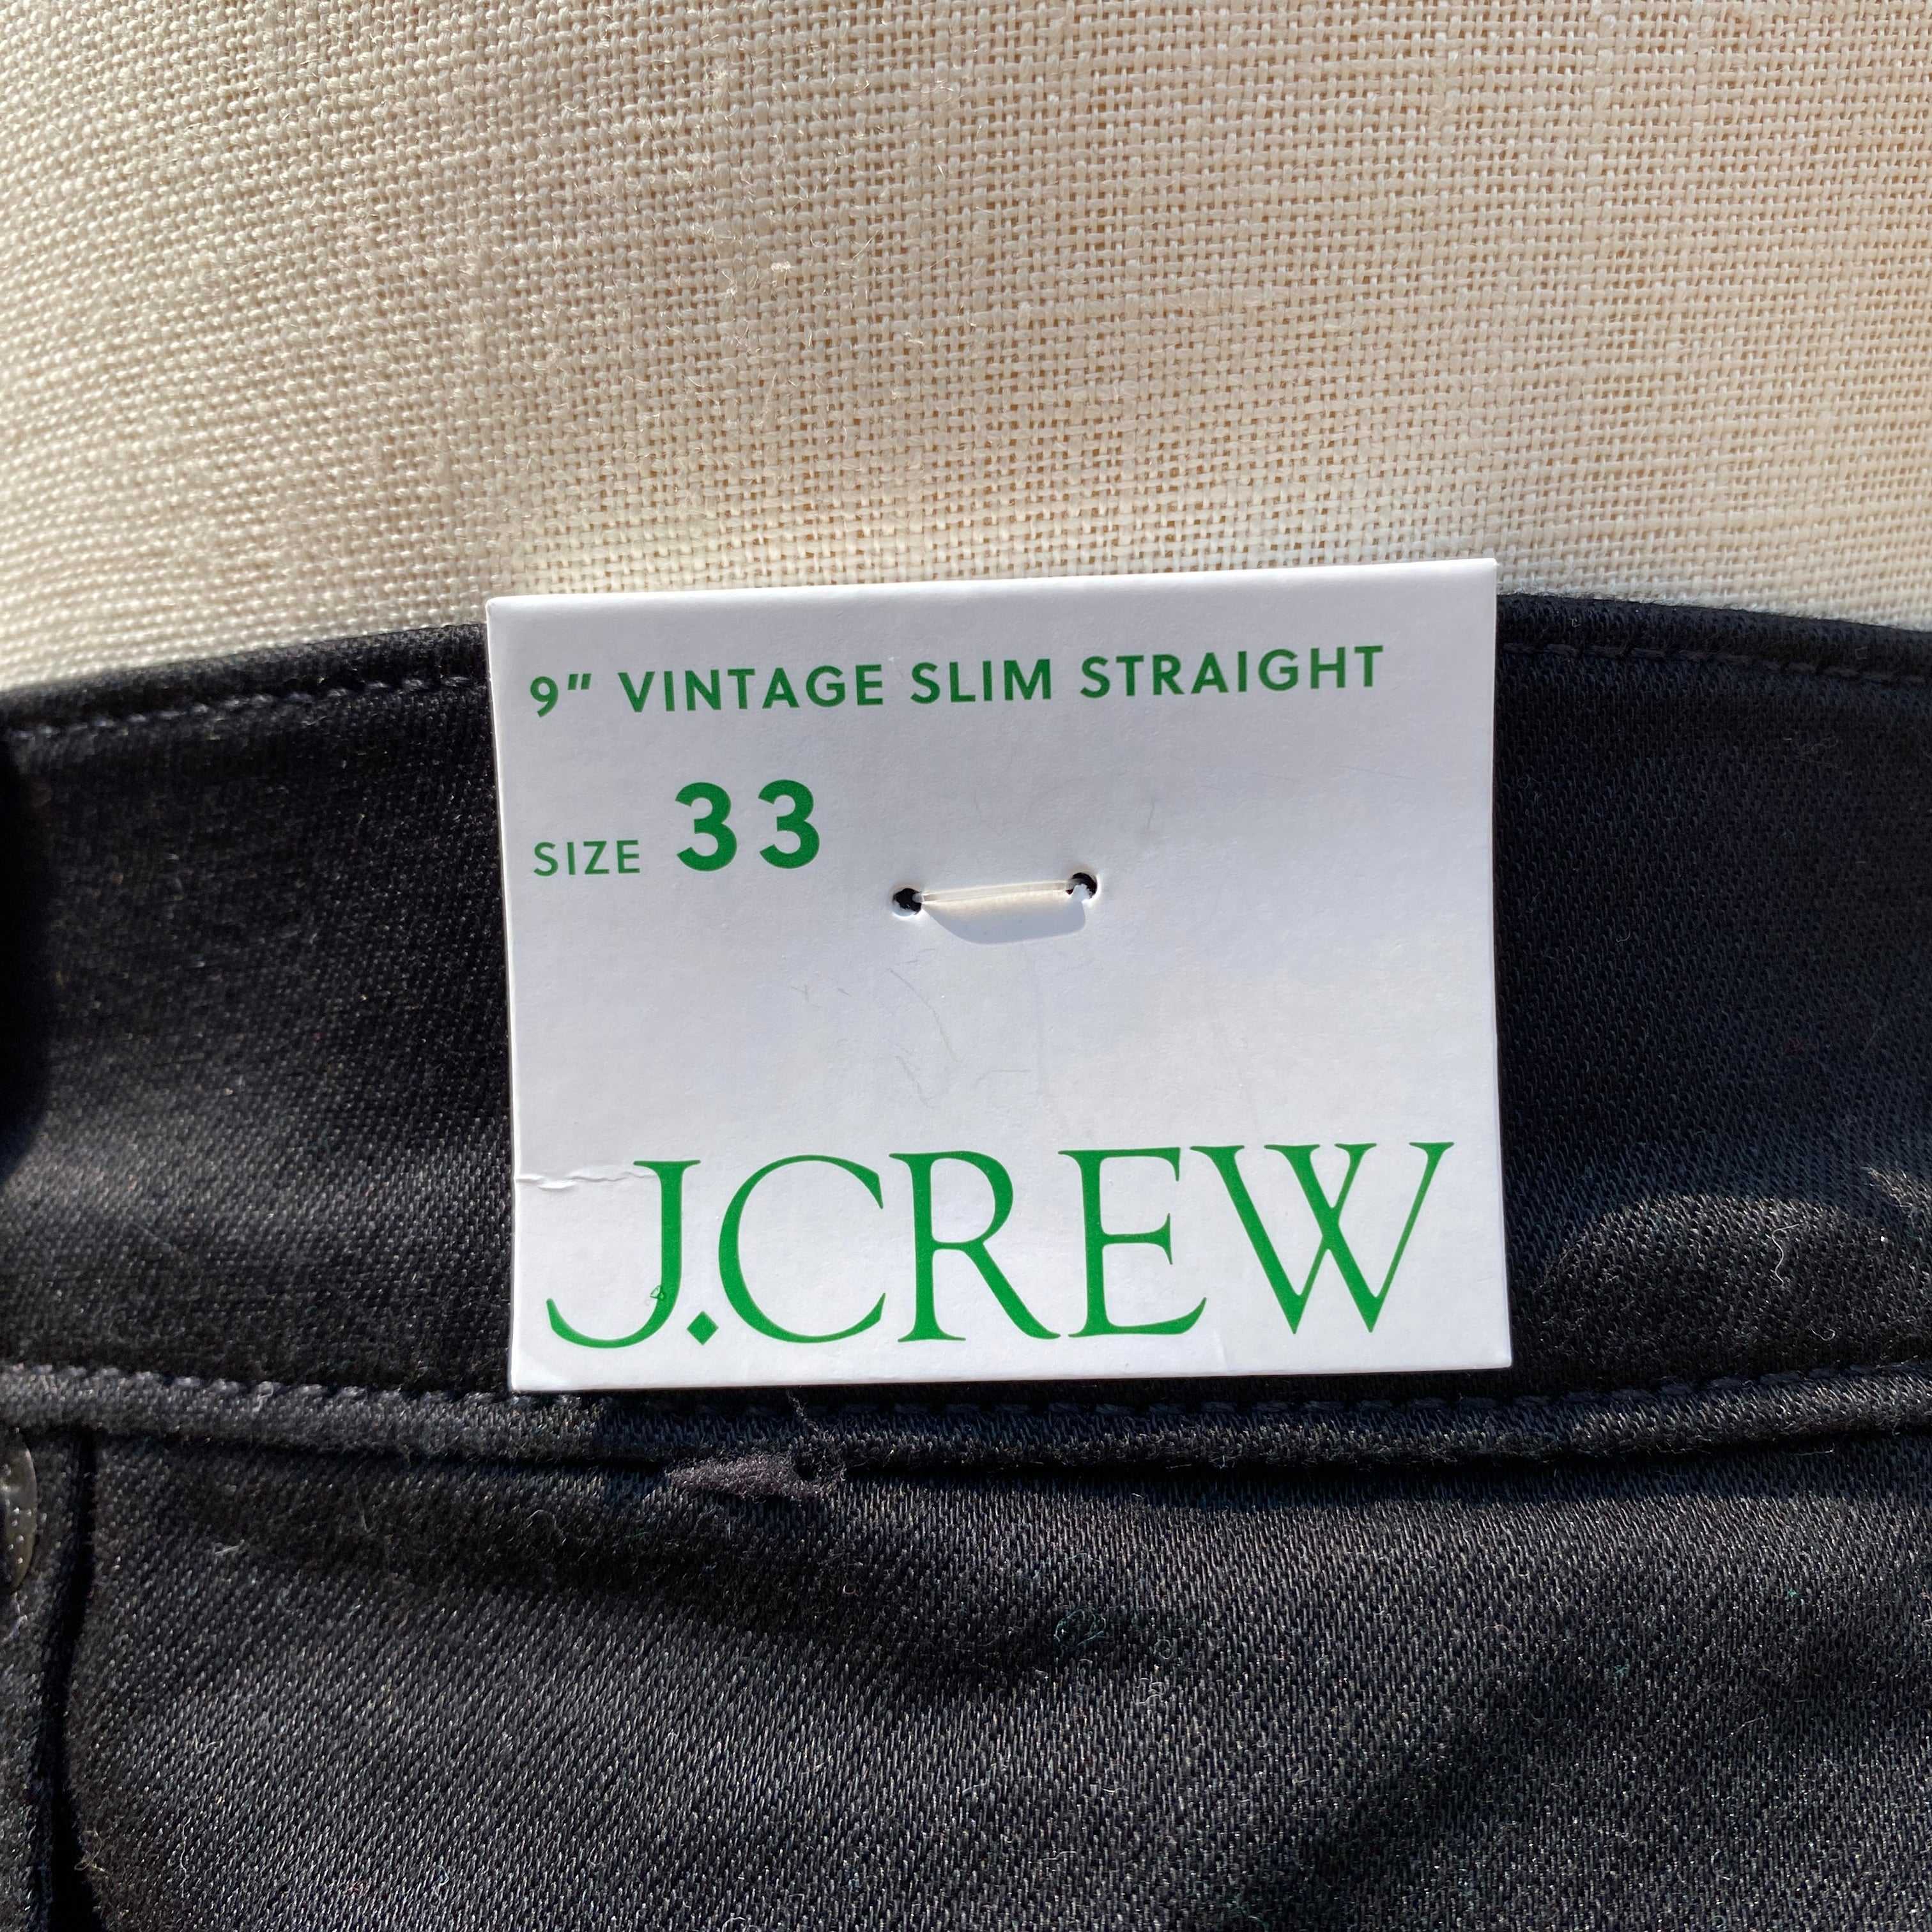 9" VINTAGE SLIM STRAIGHT
SIZE 33
J.CREW